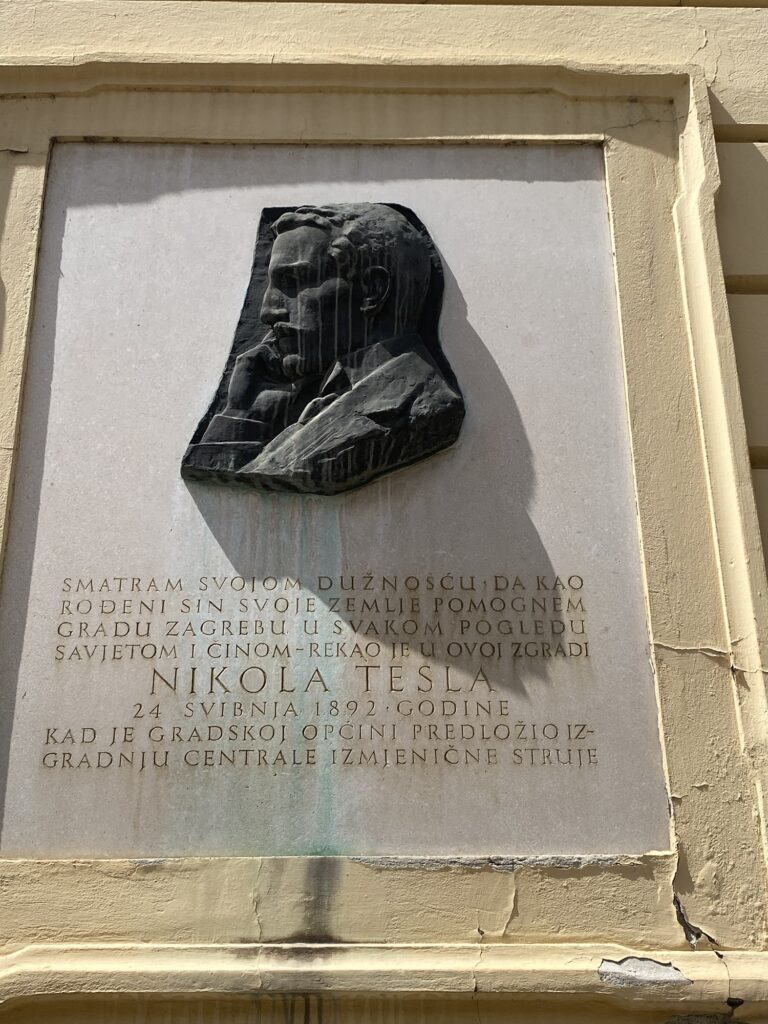 SMATRAM SVOJOM DUŽNOŠĆU · DA KAO
ROĐENI SIN SVOJE ZEMLJE POMOGNEM
GRADU ZAGREBU U SVAKOM POGLEDU
SAVJETOM I ČINOM – REKAO JE U OVOJ ZGRADI
NIKOLA TESLA
24 SVIBNJA 1892 · GODINE
KAD JE GRADSKOJ OPĆINI PREDLOŽIO IZ-
GRADNJU CENTRALE IZMJENIČNE STRUJE